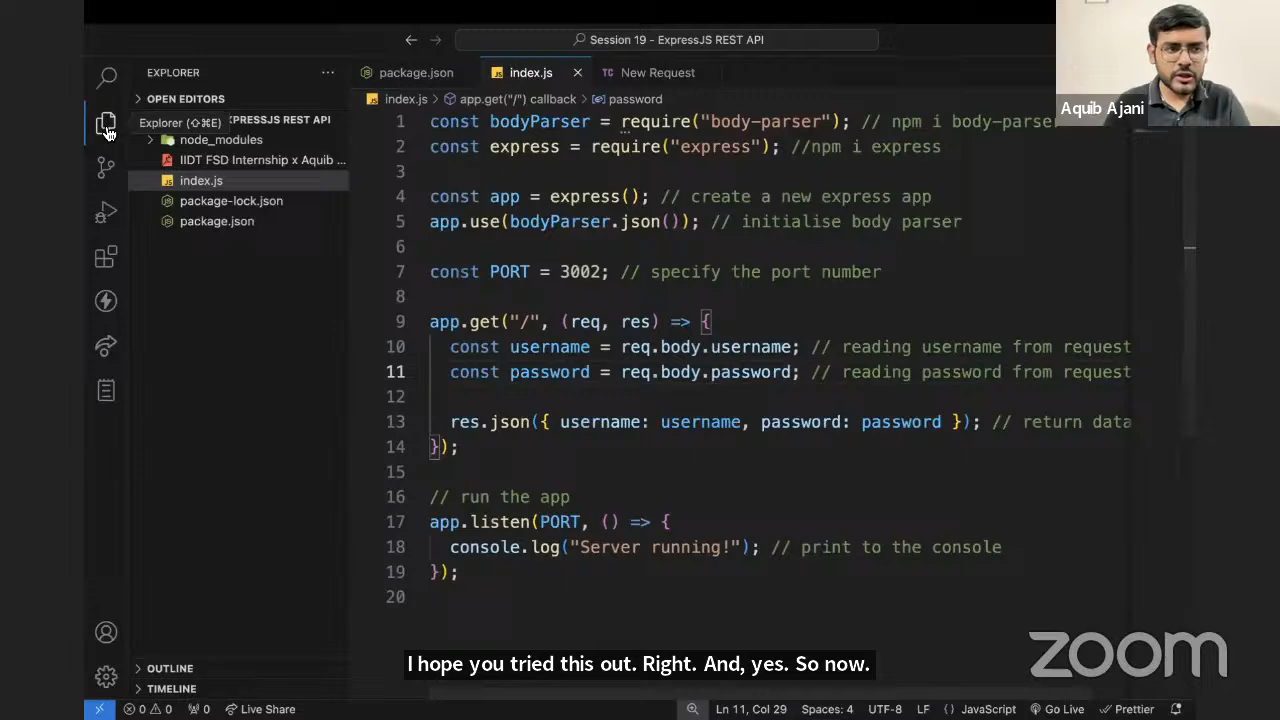 Session 19 - ExpressJS REST API
EXPLORER
package.json
index.js
TC New Request
OPEN EDITORS
index.js > app.get("/") callback > password
Aquib Ajani
EXPRESSJS REST API
Explorer (⇧⌘E)
node_modules
IIDT FSD Internship x Aquib ...
index.js
package-lock.json
package.json
1 const bodyParser = require("body-parser"); // npm i body-parser
2 const express = require("express"); //npm i express
3
4 const app = express(); // create a new express app
5 app.use(bodyParser.json()); // initialise body parser
6
7 const PORT = 3002; // specify the port number
8
9 app.get("/", (req, res) => {
10 const username = req.body.username; // reading username from request
11 const password = req.body.password; // reading password from request
12
13 res.json({ username: username, password: password }); // return data
14 });
15
16 // run the app
17 app.listen(PORT, () => {
18 console.log("Server running!"); // print to the console
19 });
20
OUTLINE
TIMELINE
I hope you tried this out. Right. And, yes. So now.
zoom
0 0 0 Live Share Ln 11, Col 29 Spaces: 4 UTF-8 LF {} JavaScript Go Live Prettier